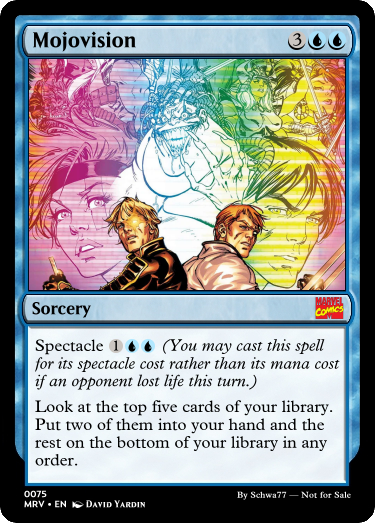 Mojovision 3
Sorcery
MARVEL
COMICS
Spectacle 1 (You may cast this spell
for its spectacle cost rather than its mana cost
if an opponent lost life this turn.)
Look at the top five cards of your library.
Put two of them into your hand and the
rest on the bottom of your library in any
order.
0075
MRV • EN DAVID YARDIN
By Schwa77 — Not for Sale